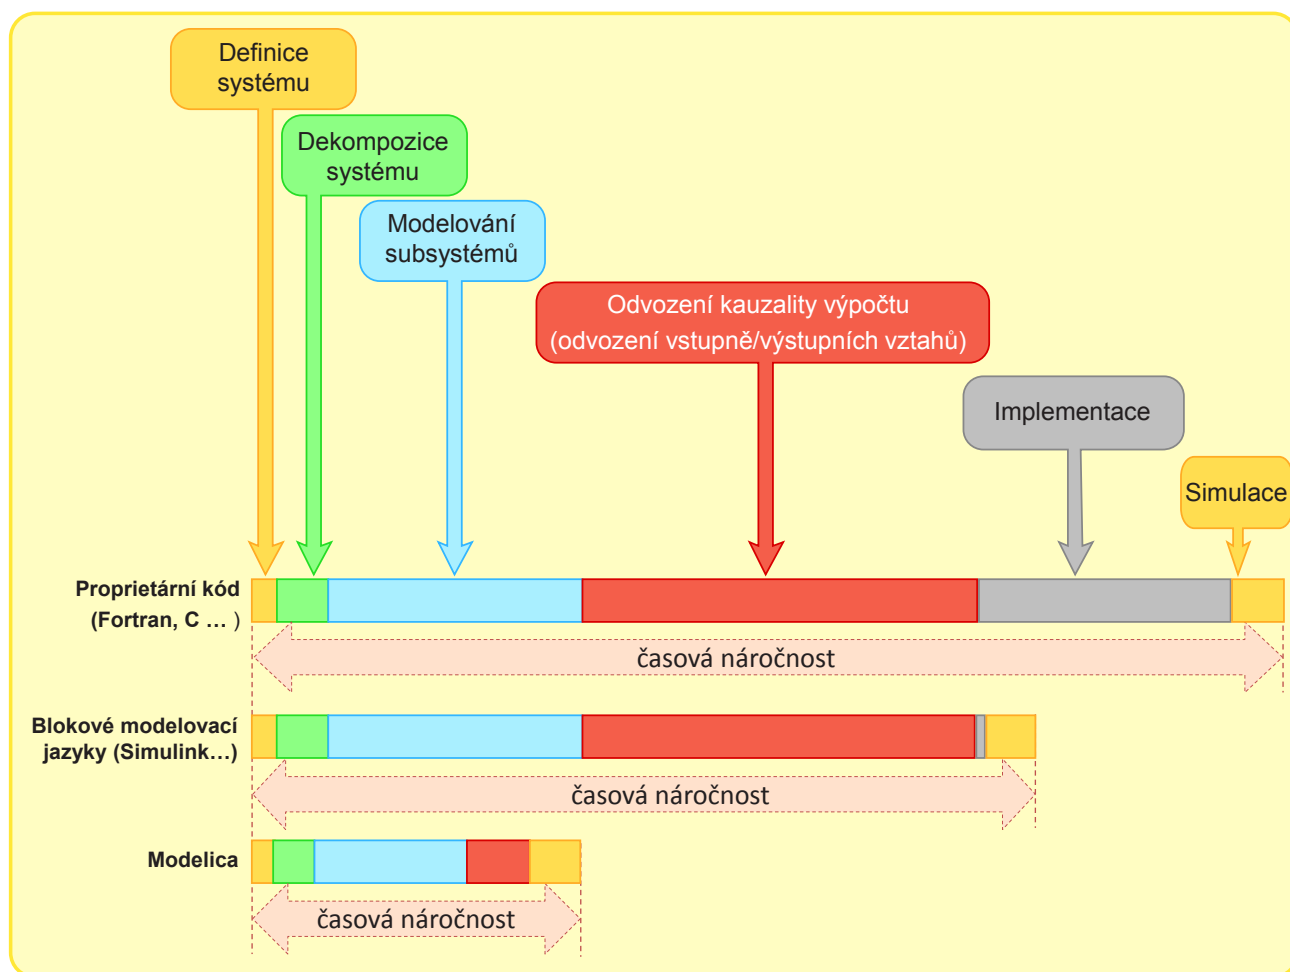 Definice
systému
Dekompozice
systému
Modelování
subsystémů
Odvození kauzality výpočtu
(odvození vstupně/výstupních vztahů)
Implementace
Simulace
Proprietární kód
(Fortran, C … )
časová náročnost
Blokové modelovací
jazyky (Simulink…)
časová náročnost
Modelica
časová náročnost